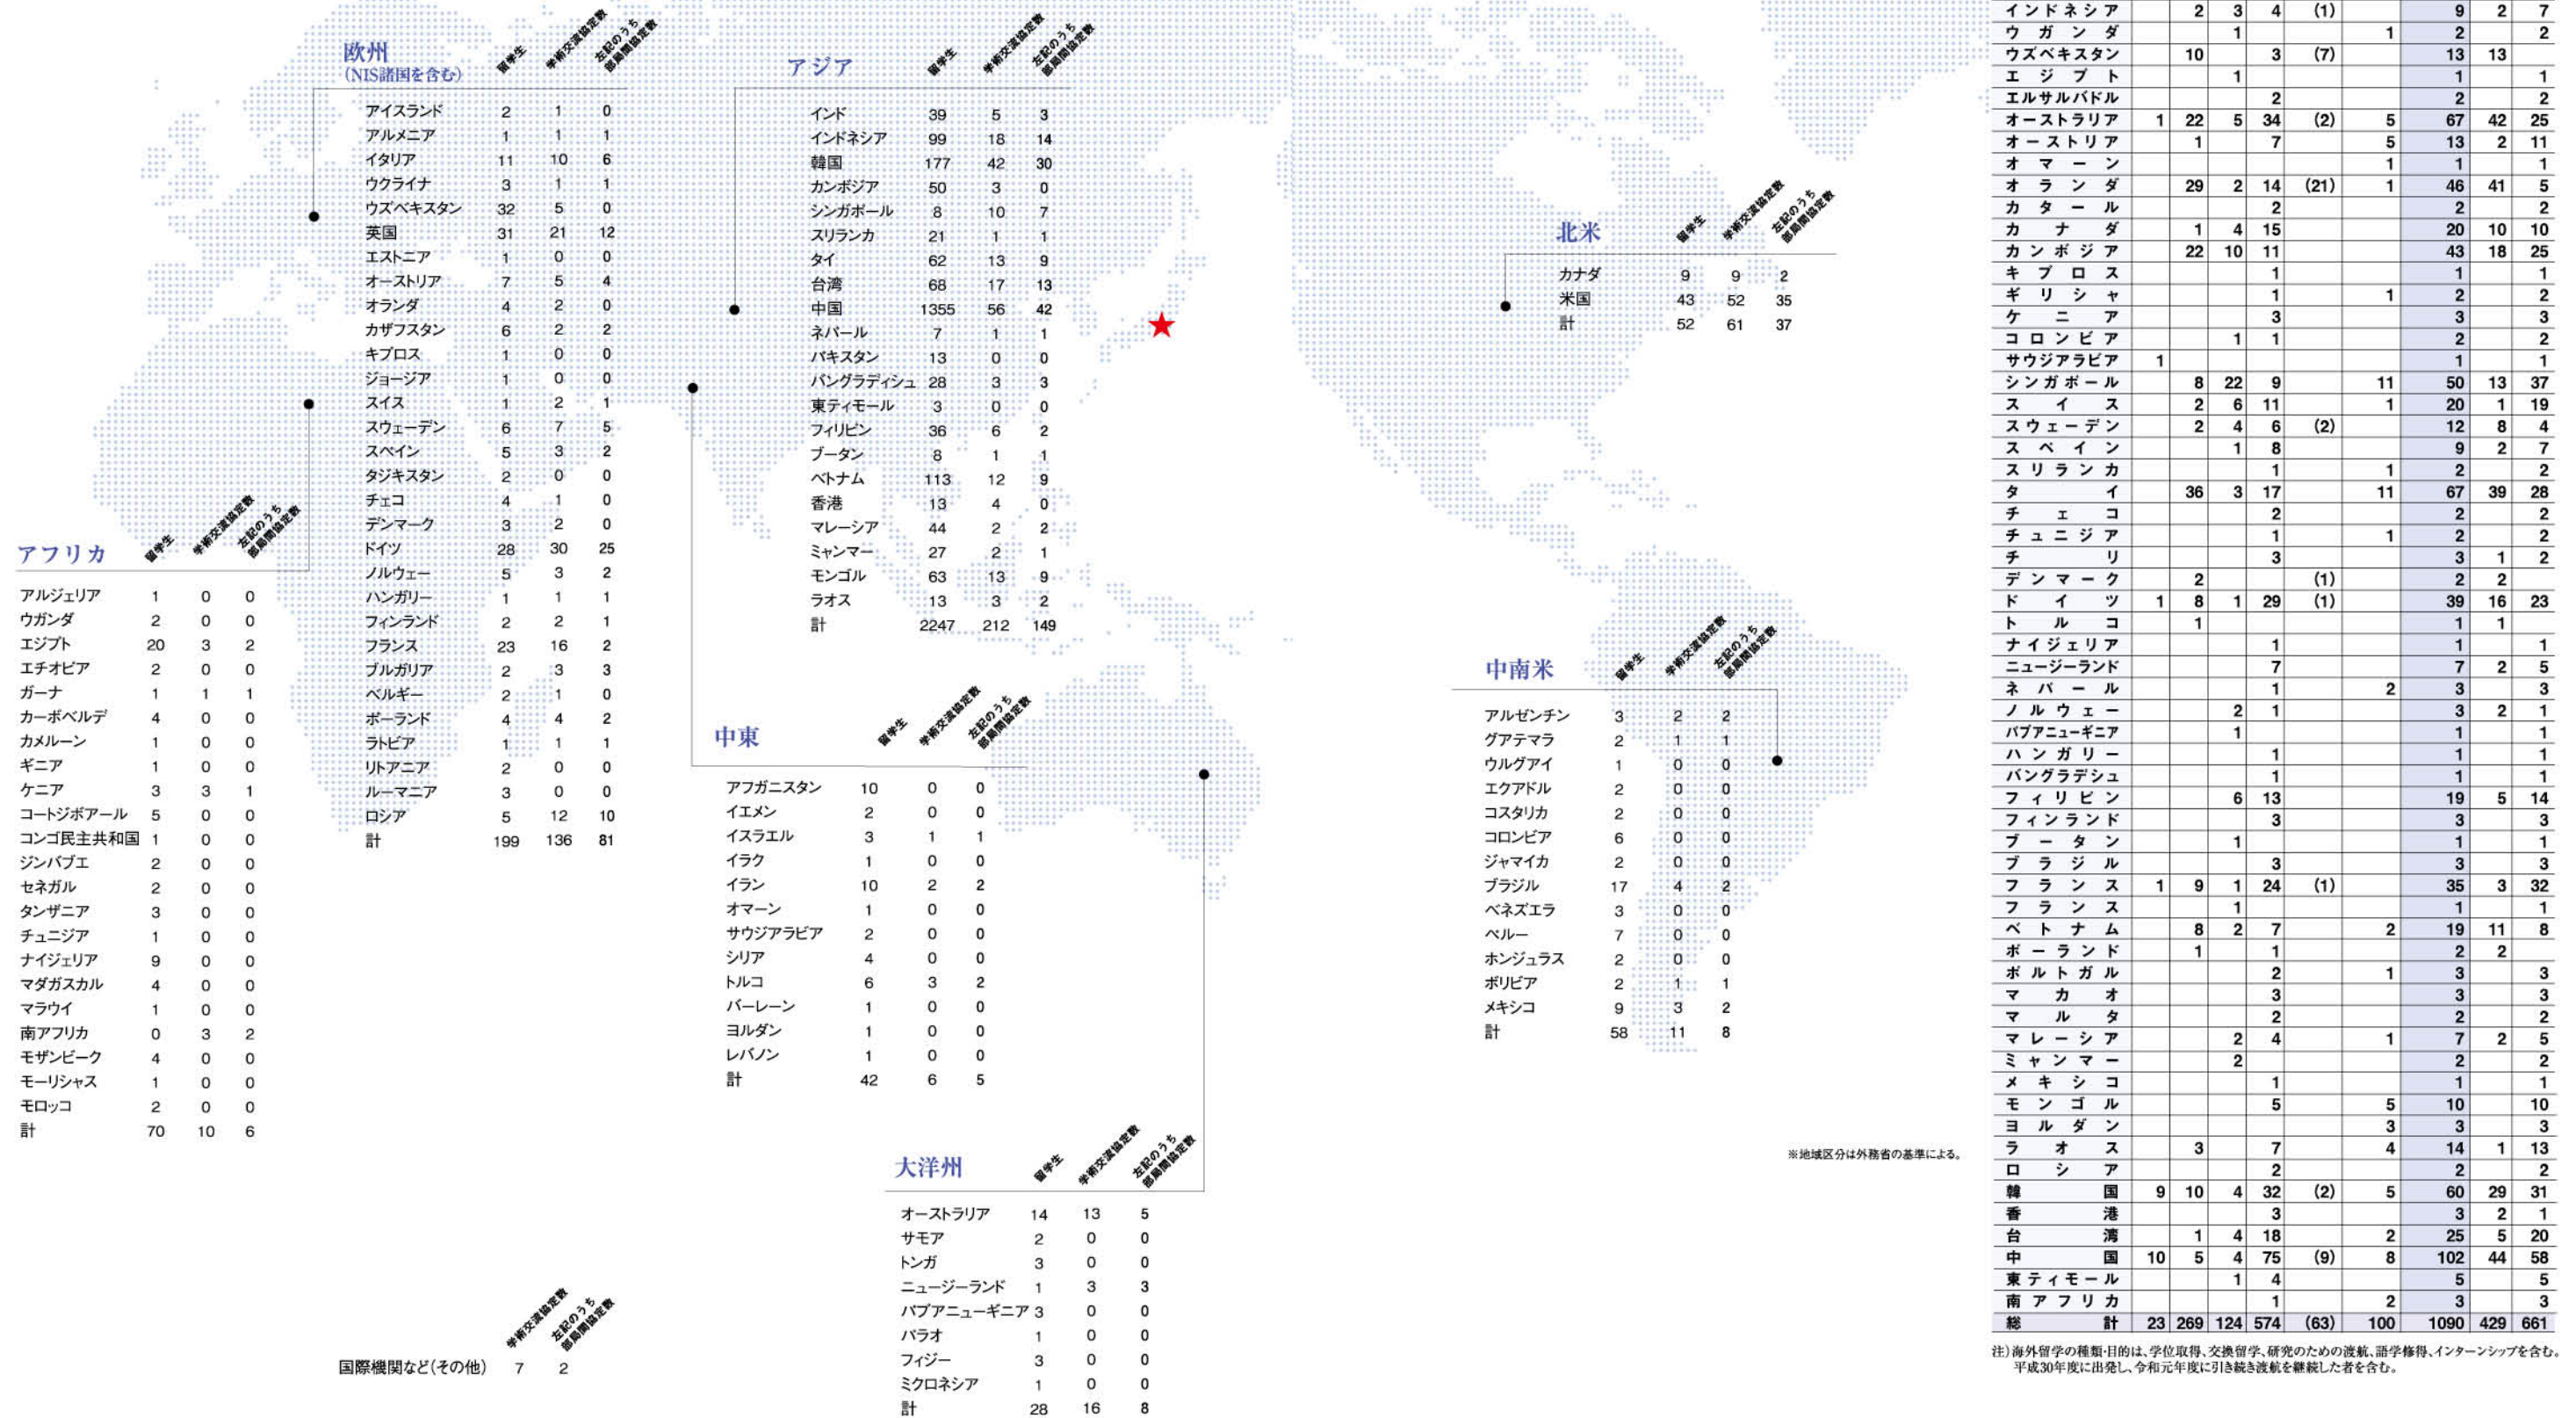 欧州
(NIS諸国を含む)
留学生
学術交流協定数
左記のうち
部局間協定数
アイスランド 2 1 0
アルメニア 1 1 1
イタリア 11 10 6
ウクライナ 3 1 1
ウズベキスタン 32 5 0
英国 31 21 12
エストニア 1 0 0
オーストリア 7 5 4
オランダ 4 2 0
カザフスタン 6 2 2
キプロス 1 0 0
ジョージア 1 0 0
スイス 1 2 1
スウェーデン 6 7 5
スペイン 5 3 2
タジキスタン 2 0 0
チェコ 4 1 0
デンマーク 3 2 0
ドイツ 28 30 25
ノルウェー 5 3 2
ハンガリー 1 1 1
フィンランド 2 2 1
フランス 23 16 2
ブルガリア 2 3 3
ベルギー 2 1 0
ポーランド 4 4 2
ラトビア 1 1 1
リトアニア 2 0 0
ルーマニア 3 0 0
ロシア 5 12 10
計 199 136 81
アフリカ
留学生
学術交流協定数
左記のうち
部局間協定数
アルジェリア 1 0 0
ウガンダ 2 0 0
エジプト 20 3 2
エチオピア 2 0 0
ガーナ 1 1 1
カーボベルデ 4 0 0
カメルーン 1 0 0
ギニア 1 0 0
ケニア 3 3 1
コートジボアール 5 0 0
コンゴ民主共和国 1 0 0
ジンバブエ 2 0 0
セネガル 2 0 0
タンザニア 3 0 0
チュニジア 1 0 0
ナイジェリア 9 0 0
マダガスカル 4 0 0
マラウイ 1 0 0
南アフリカ 0 3 2
モザンビーク 4 0 0
モーリシャス 1 0 0
モロッコ 2 0 0
計 70 10 6
アジア
留学生
学術交流協定数
左記のうち
部局間協定数
インド 39 5 3
インドネシア 99 18 14
韓国 177 42 30
カンボジア 50 3 0
シンガポール 8 10 7
スリランカ 21 1 1
タイ 62 13 9
台湾 68 17 13
中国 1355 56 42
ネパール 7 1 1
パキスタン 13 0 0
バングラディシュ 28 3 3
東ティモール 3 0 0
フィリピン 36 6 2
ブータン 8 1 1
ベトナム 113 12 9
香港 13 4 0
マレーシア 44 2 2
ミャンマー 27 2 1
モンゴル 63 13 9
ラオス 13 3 2
計 2247 212 149
中東
留学生
学術交流協定数
左記のうち
部局間協定数
アフガニスタン 10 0 0
イエメン 2 0 0
イスラエル 3 1 1
イラク 1 0 0
イラン 10 2 2
オマーン 1 0 0
サウジアラビア 2 0 0
シリア 4 0 0
トルコ 6 3 2
バーレーン 1 0 0
ヨルダン 1 0 0
レバノン 1 0 0
計 42 6 5
大洋州
留学生
学術交流協定数
左記のうち
部局間協定数
オーストラリア 14 13 5
サモア 2 0 0
トンガ 3 0 0
ニュージーランド 1 3 3
パプアニューギニア 3 0 0
パラオ 1 0 0
フィジー 3 0 0
ミクロネシア 1 0 0
計 28 16 8
学術交流協定数
左記のうち
部局間協定数
国際機関など(その他) 7 2
北米
留学生
学術交流協定数
左記のうち
部局間協定数
カナダ 9 9 2
米国 43 52 35
計 52 61 37
中南米
留学生
学術交流協定数
左記のうち
部局間協定数
アルゼンチン 3 2 2
グアテマラ 2 1 1
ウルグアイ 1 0 0
エクアドル 2 0 0
コスタリカ 2 0 0
コロンビア 6 0 0
ジャマイカ 2 0 0
ブラジル 17 4 2
ベネズエラ 3 0 0
ペルー 7 0 0
ホンジュラス 2 0 0
ボリビア 2 1 1
メキシコ 9 3 2
計 58 11 8
※地域区分は外務省の基準による。
インドネシア 2 3 4 (1) 9 2 7
ウガンダ 1 1 2 2
ウズベキスタン 10 3 (7) 13 13
エジプト 1 1 1
エルサルバドル 2 2 2
オーストラリア 1 22 5 34 (2) 5 67 42 25
オーストリア 1 7 5 13 2 11
オマーン 1 1 1
オランダ 29 2 14 (21) 1 46 41 5
カタール 2 2 2
カナダ 1 4 15 20 10 10
カンボジア 22 10 11 43 18 25
キプロス 1 1 1
ギリシャ 1 1 2 2
ケニア 3 3 3
コロンビア 1 1 2 2
サウジアラビア 1 1 1
シンガポール 8 22 9 11 50 13 37
スイス 2 6 11 1 20 1 19
スウェーデン 2 4 6 (2) 12 8 4
スペイン 1 8 9 2 7
スリランカ 1 1 2 2
タイ 36 3 17 11 67 39 28
チェコ 2 2 2
チュニジア 1 1 2 2
チリ 3 3 1 2
デンマーク 2 (1) 2 2
ドイツ 1 8 1 29 (1) 39 16 23
トルコ 1 1 1
ナイジェリア 1 1 1
ニュージーランド 7 7 2 5
ネパール 1 2 3 3
ノルウェー 2 1 3 2 1
パプアニューギニア 1 1 1
ハンガリー 1 1 1
バングラデシュ 1 1 1
フィリピン 6 13 19 5 14
フィンランド 3 3 3
ブータン 1 1 1
ブラジル 3 3 3
フランス 1 9 1 24 (1) 35 3 32
フランス 1 1 1
ベトナム 8 2 7 2 19 11 8
ポーランド 1 1 2 2
ポルトガル 2 1 3 3
マカオ 3 3 3
マルタ 2 2 2
マレーシア 2 4 1 7 2 5
ミャンマー 2 2 2
メキシコ 1 1 1
モンゴル 5 5 10 10
ヨルダン 3 3 3
ラオス 3 7 4 14 1 13
ロシア 2 2 2
韓国 9 10 4 32 (2) 5 60 29 31
香港 3 3 2 1
台湾 1 4 18 2 25 5 20
中国 10 5 4 75 (9) 8 102 44 58
東ティモール 1 4 5 5
南アフリカ 1 2 3 3
総計 23 269 124 574 (63) 100 1090 429 661
注)海外留学の種類・目的は、学位取得、交換留学、研究のための渡航、語学修得、インターンシップを含む。
平成30年度に出発し、令和元年度に引き続き渡航を継続した者を含む。